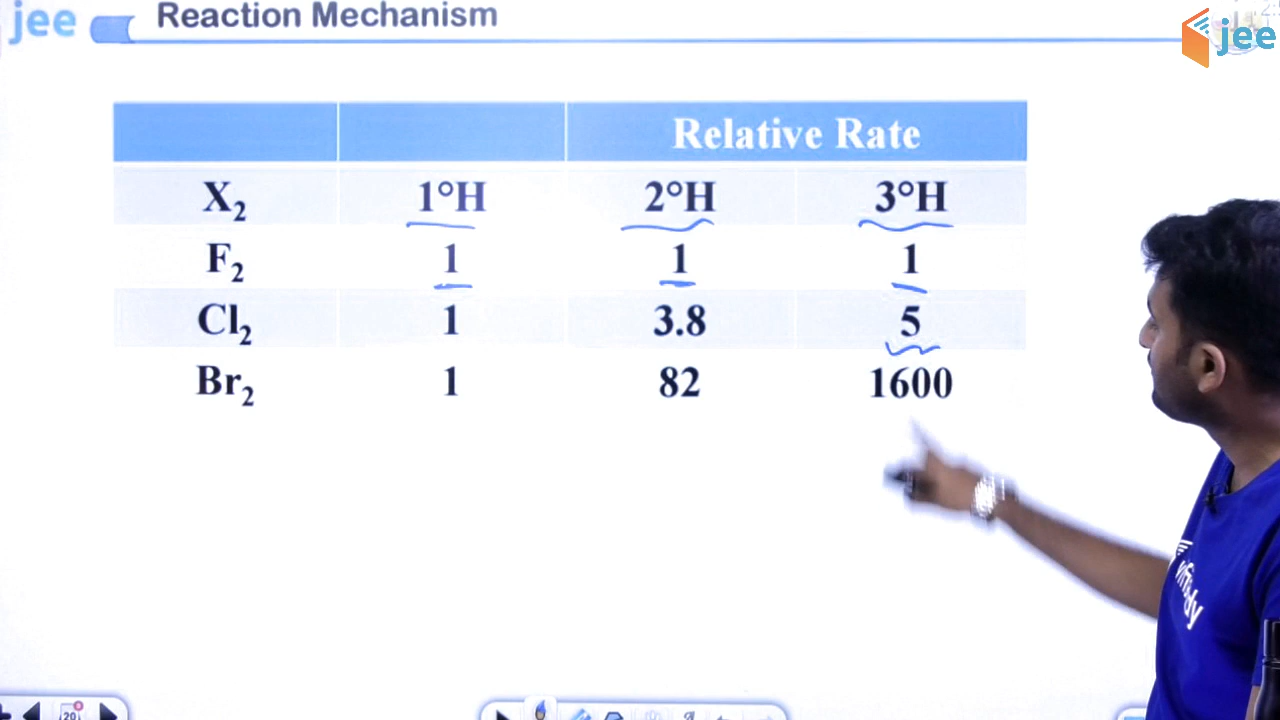 jee
Reaction Mechanism
jee
Relative Rate
X₂ 1°H 2°H 3°H
F₂ 1 1 1
Cl₂ 1 3.8 5
Br₂ 1 82 1600
20